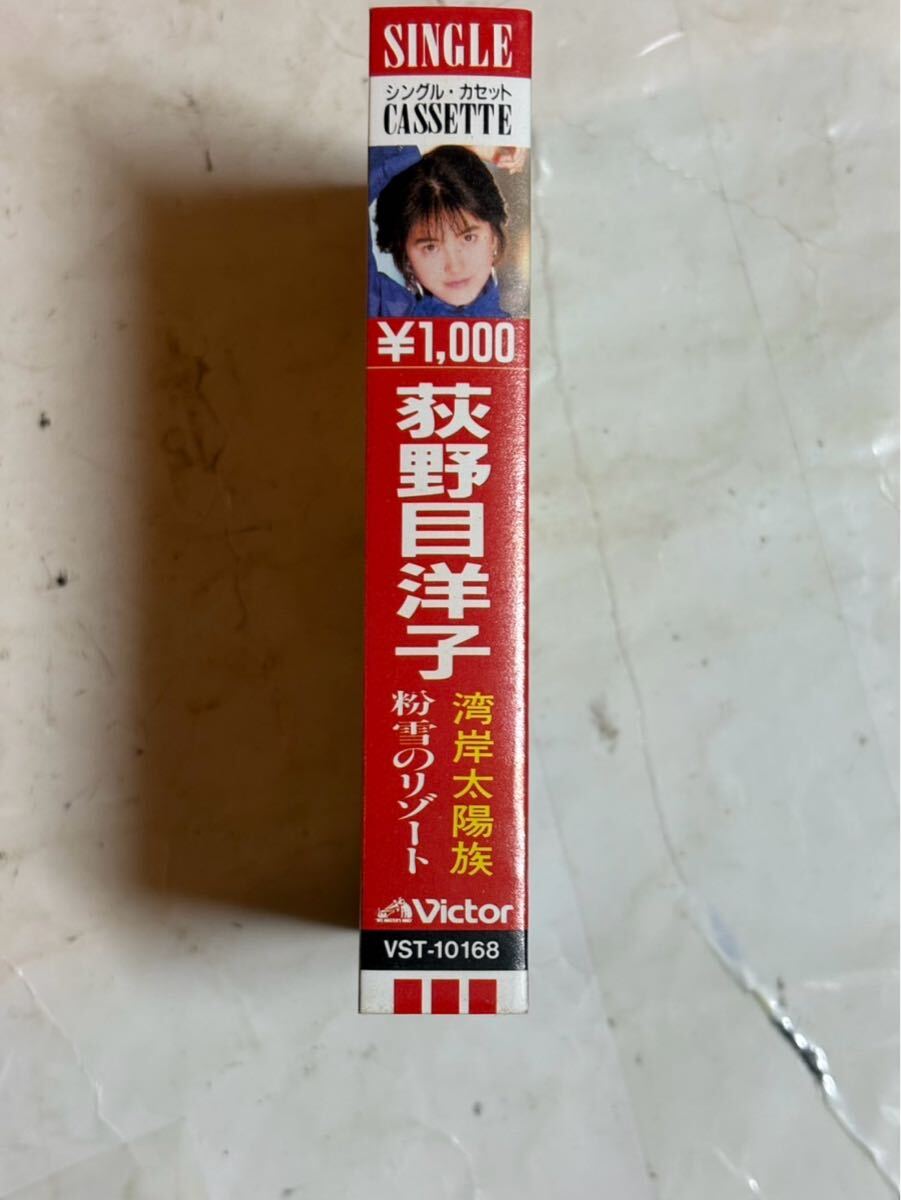 SINGLE
シングル・カセット
CASSETTE
¥1,000
荻野目洋子
湾岸太陽族
粉雪のリゾート
Victor
VST-10168